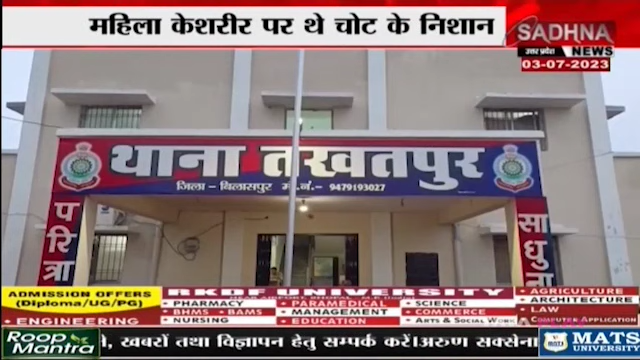 महिला केशरीर पर थे चोट के निशान
SADHNA
उत्तर प्रदेश NEWS
03-07-2023
थाना तखतपुर
जिला – बिलासपुर मो.नं.- 9479193027
परित्रा
साधुना
ADMISSION OFFERS
(Diploma/UG/PG)
• ENGINEERING
RKDF UNIVERSITY
• PHARMACY • PARAMEDICAL • SCIENCE
• BHMS • BAMS • MANAGEMENT • COMMERCE
• NURSING • EDUCATION • Arts & Social Work
• AGRICULTURE
• ARCHITECTURE
• LAW
• COMPUTER APPLICATION
Roop Mantra
, खबरों तथा विज्ञापन हेतु सम्पर्क करें।अरुण सक्सेना
MATS UNIVERSITY